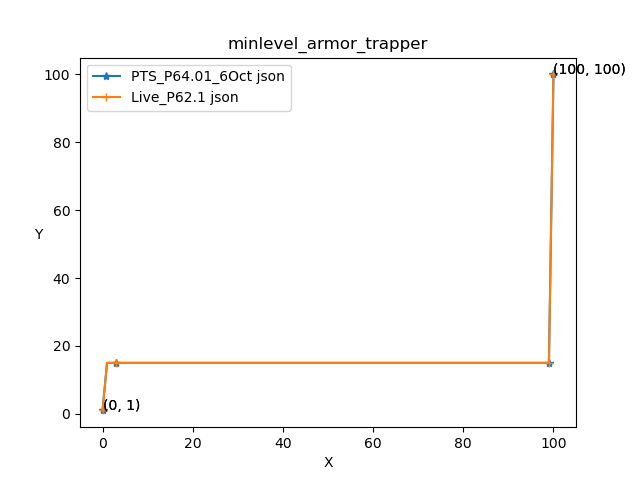 minlevel_armor_trapper
PTS_P64.01_6Oct json
Live_P62.1 json
(100, 100)
100
80
60
40
20
0
Y
(0, 1)
0 20 40 60 80 100
X